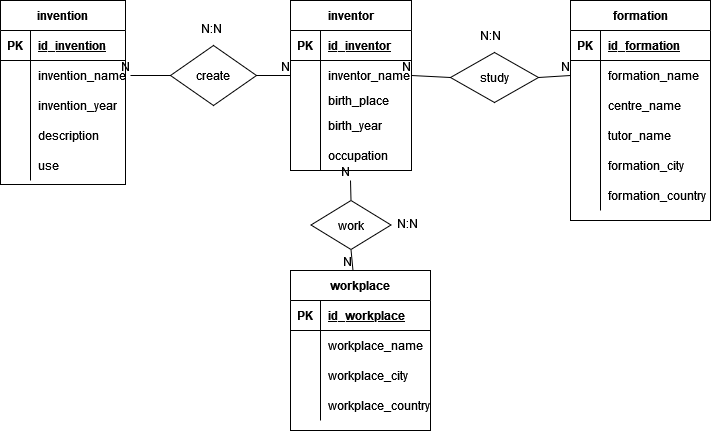 invention
PK id_invention
invention_name
invention_year
description
use
N:N
N create N
inventor
PK id_inventor
inventor_name
birth_place
birth_year
occupation
N:N
N study N
formation
PK id_formation
formation_name
centre_name
tutor_name
formation_city
formation_country
N
work N:N
N
workplace
PK id_workplace
workplace_name
workplace_city
workplace_country